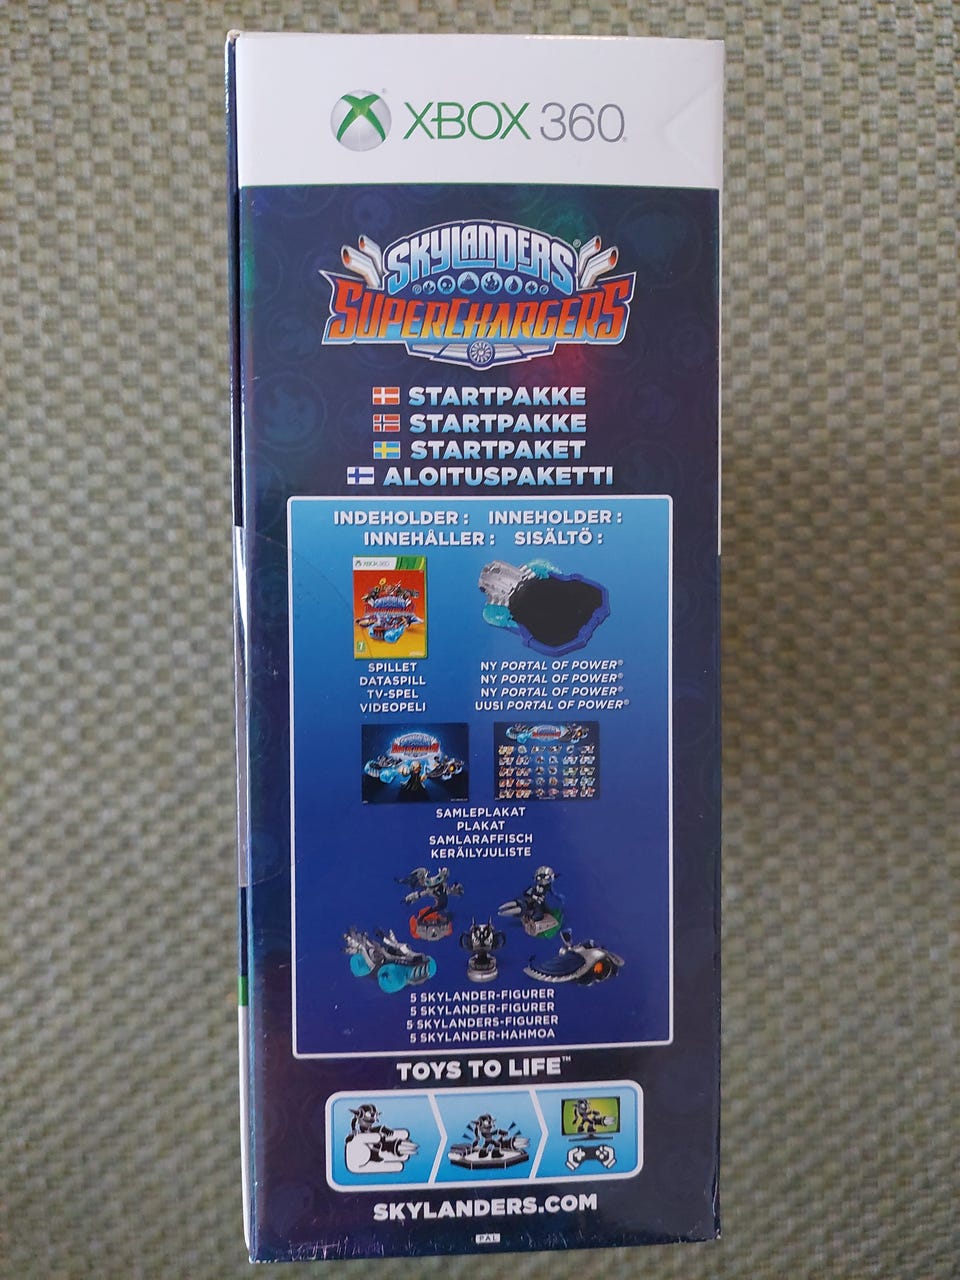 XBOX 360
SKYLANDERS®
SUPERCHARGERS
STARTPAKKE
STARTPAKKE
STARTPAKET
ALOITUSPAKETTI
INDEHOLDER : INNEHOLDER :
INNEHÅLLER : SISÄLTÖ :
XBOX 360
SPILLET
DATASPILL
TV-SPEL
VIDEOPELI
NY PORTAL OF POWER®
NY PORTAL OF POWER®
NY PORTAL OF POWER®
UUSI PORTAL OF POWER®
SAMLEPLAKAT
PLAKAT
SAMLARAFFISCH
KERÄILYJULISTE
5 SKYLANDER-FIGURER
5 SKYLANDER-FIGURER
5 SKYLANDERS-FIGURER
5 SKYLANDER-HAHMOA
TOYS TO LIFE™
SKYLANDERS.COM
PAL